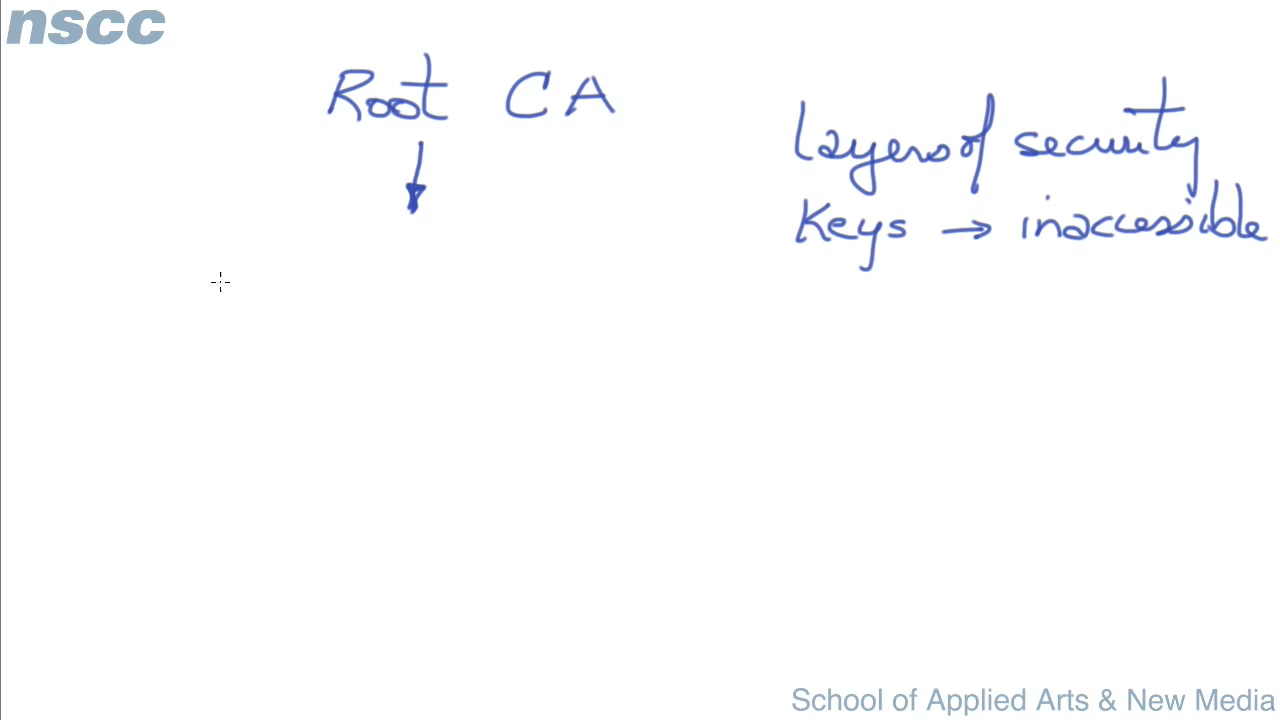 nscc
Root CA
Layers of security
Keys → inaccessible
School of Applied Arts & New Media